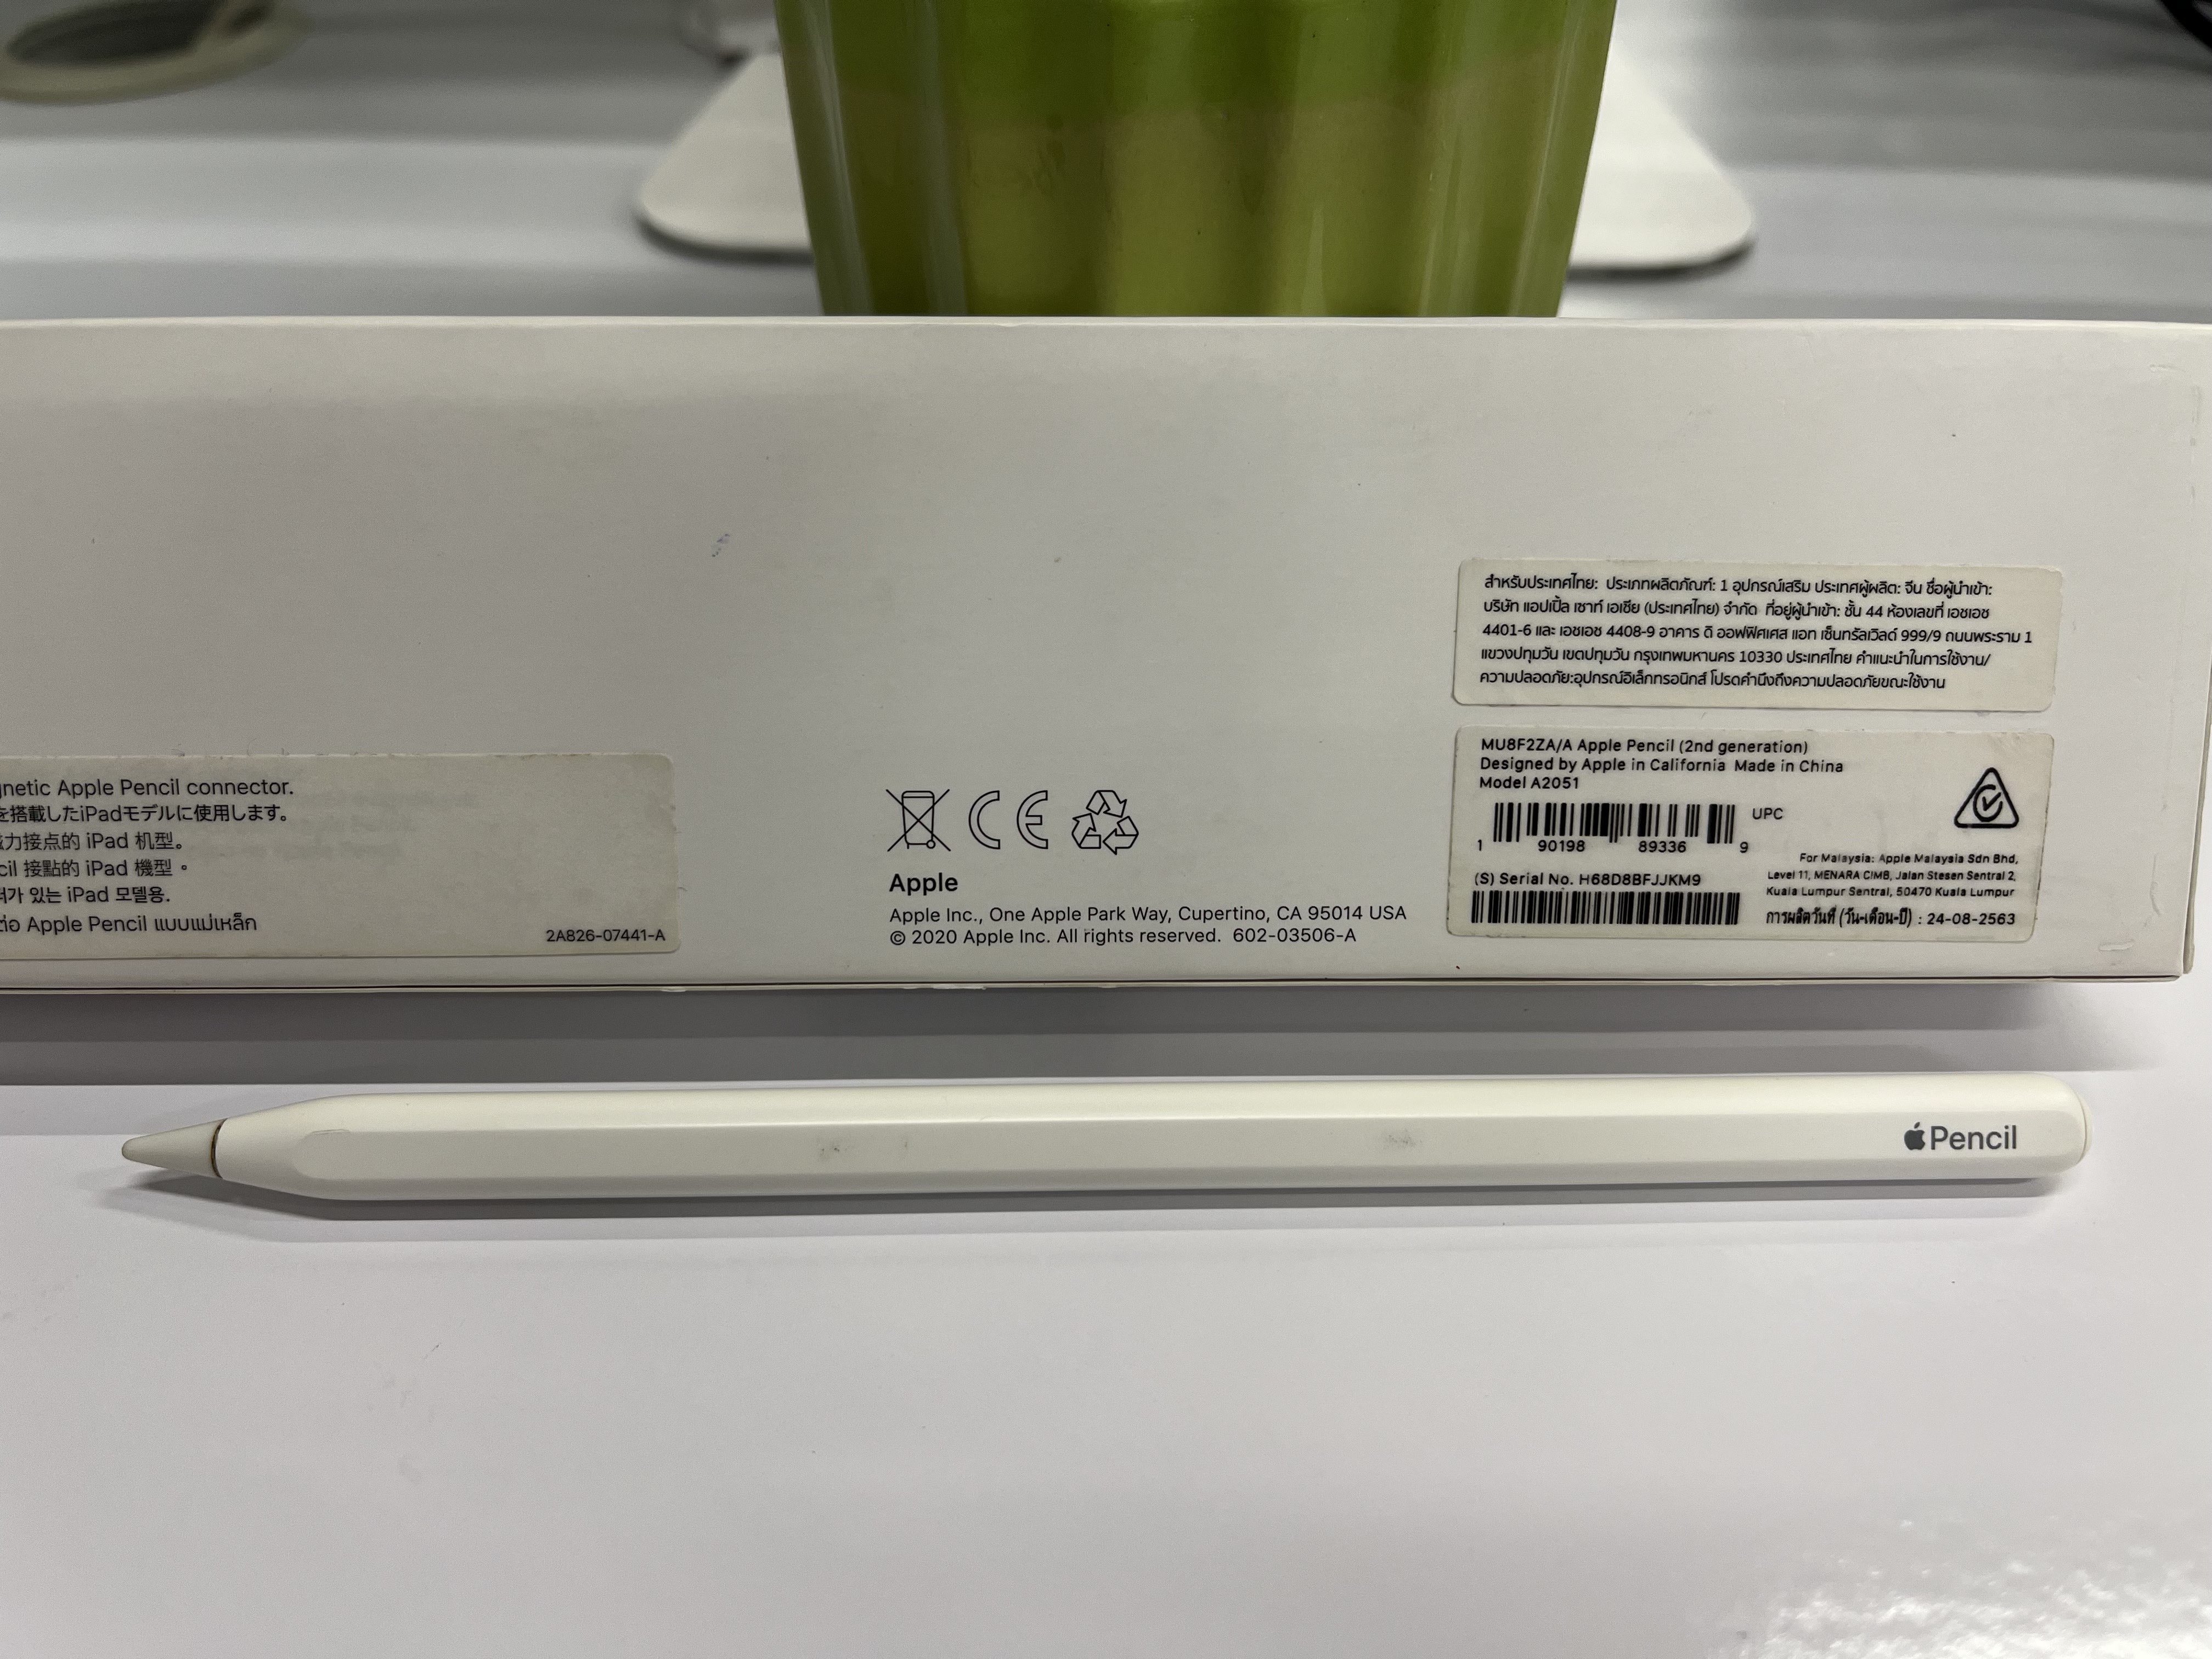 สำหรับประเทศไทย: ประเภทผลิตภัณฑ์: 1 อุปกรณ์เสริม ประเทศผู้ผลิต: จีน ชื่อผู้นำเข้า:
บริษัท แอปเปิ้ล เซาท์ เอเชีย (ประเทศไทย) จำกัด ที่อยู่ผู้นำเข้า: ชั้น 44 ห้องเลขที่ เอชเอช
4401-6 และ เอชเอช 4408-9 อาคาร ดิ ออฟฟิศเศส แอท เซ็นทรัลเวิลด์ 999/9 ถนนพระราม 1
แขวงปทุมวัน เขตปทุมวัน กรุงเทพมหานคร 10330 ประเทศไทย คำแนะนำในการใช้งาน/
ความปลอดภัย:อุปกรณ์อิเล็กทรอนิกส์ โปรดคำนึงถึงความปลอดภัยขณะใช้งาน
MU8F2ZA/A Apple Pencil (2nd generation)
Designed by Apple in California Made in China
Model A2051
UPC
1 90198 89336 9
For Malaysia: Apple Malaysia Sdn Bhd,
Level 11, MENARA CIMB, Jalan Stesen Sentral 2,
Kuala Lumpur Sentral, 50470 Kuala Lumpur
(S) Serial No. H68D8BFJJKM9
การผลิตวันที่ (วัน-เดือน-ปี) : 24-08-2563
gnetic Apple Pencil connector.
を搭載したiPadモデルに使用します。
力接点的 iPad 机型。
cil 接點的 iPad 機型。
가 있는 iPad 모델용.
ต่อ Apple Pencil แบบแม่เหล็ก
2A826-07441-A
CE
Apple
Apple Inc., One Apple Park Way, Cupertino, CA 95014 USA
© 2020 Apple Inc. All rights reserved. 602-03506-A
Pencil